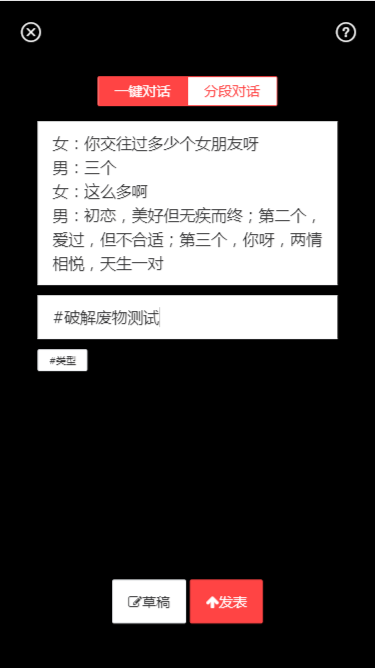 一键对话 分段对话
女：你交往过多少个女朋友呀
男：三个
女：这么多啊
男：初恋，美好但无疾而终；第二个，
爱过，但不合适；第三个，你呀，两情
相悦，天生一对
#破解废物测试
#类型
草稿 发表